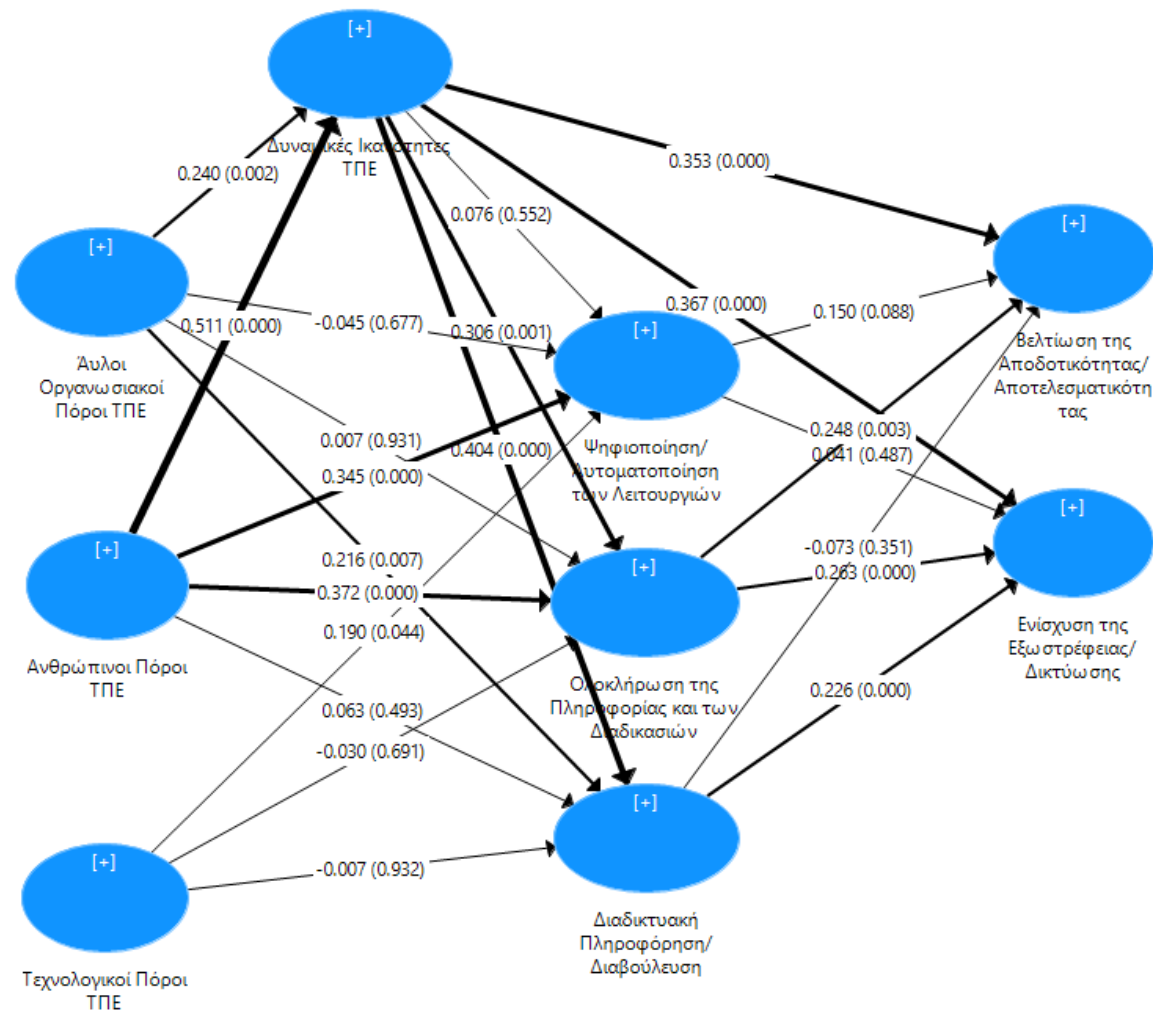 [+]
Δυναμικές Ικανότητες
ΤΠΕ
0.240 (0.002)
0.353 (0.000)
0.076 (0.552)
[+]
[+]
0.511 (0.000)
-0.045 (0.677)
0.306 (0.001)
0.367 (0.000)
0.150 (0.088)
[+]
Άυλοι
Οργανωσιακοί
Πόροι ΤΠΕ
Βελτίωση της
Αποδοτικότητας/
Αποτελεσματικότη
τας
0.007 (0.931)
0.345 (0.000)
0.404 (0.000)
Ψηφιοποίηση/
Αυτοματοποίηση
των Λειτουργιών
0.248 (0.003)
0.041 (0.487)
[+]
[+]
Ανθρώπινοι Πόροι
ΤΠΕ
0.216 (0.007)
0.372 (0.000)
0.190 (0.044)
[+]
-0.073 (0.351)
0.263 (0.000)
Ενίσχυση της
Εξωστρέφειας/
Δικτύωσης
Ολοκλήρωση της
Πληροφορίας και των
Διαδικασιών
0.063 (0.493)
-0.030 (0.691)
0.226 (0.000)
[+]
[+]
-0.007 (0.932)
Τεχνολογικοί Πόροι
ΤΠΕ
Διαδικτυακή
Πληροφόρηση/
Διαβούλευση